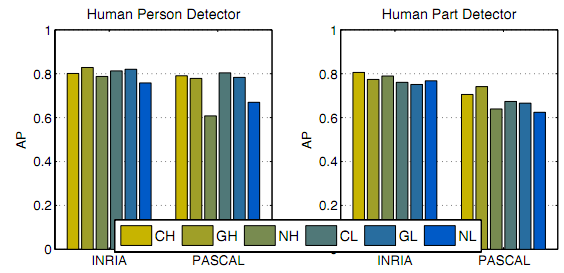 Human Person Detector
Human Part Detector
1
0.8
0.6
0.4
0.2
0
AP
INRIA
PASCAL
1
0.8
0.6
0.4
0.2
AP
INRIA
PASCAL
CH GH NH CL GL NL